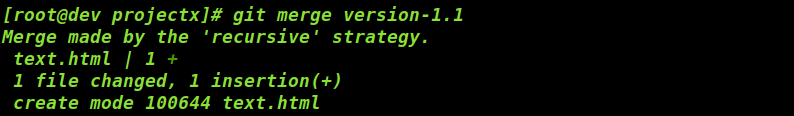 [root@dev projectx]# git merge version-1.1
Merge made by the 'recursive' strategy.
 text.html | 1 +
 1 file changed, 1 insertion(+)
 create mode 100644 text.html